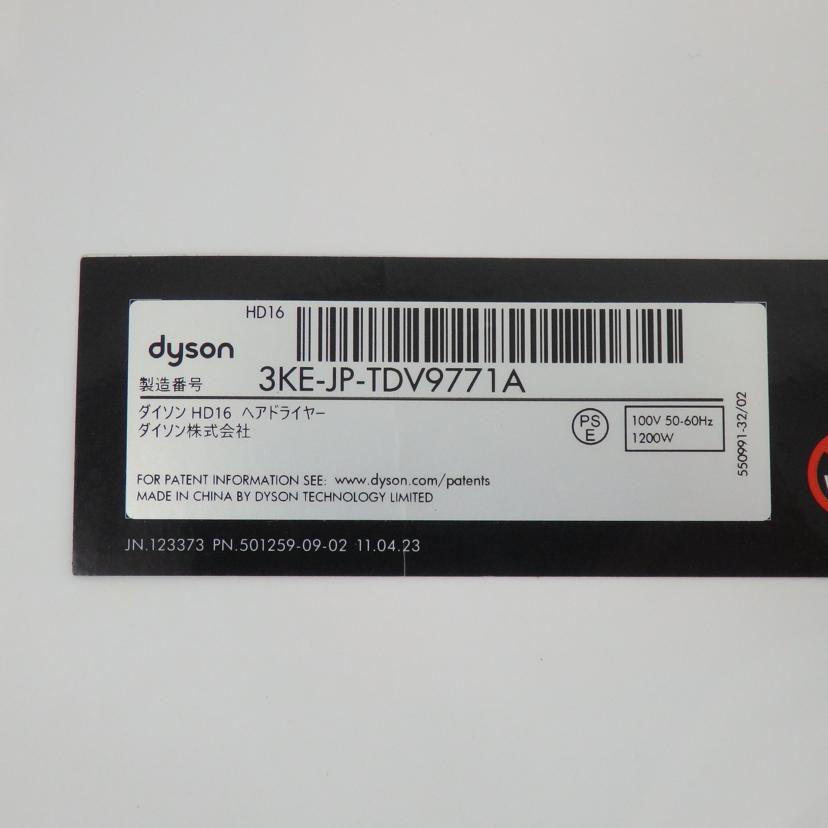 HD16
dyson
製造番号 3KE-JP-TDV9771A
ダイソン HD16 ヘアドライヤー
ダイソン株式会社
PS
E
100V 50-60Hz
1200W
550991-32/02
FOR PATENT INFORMATION SEE: www.dyson.com/patents
MADE IN CHINA BY DYSON TECHNOLOGY LIMITED
JN.123373 PN.501259-09-02 11.04.23